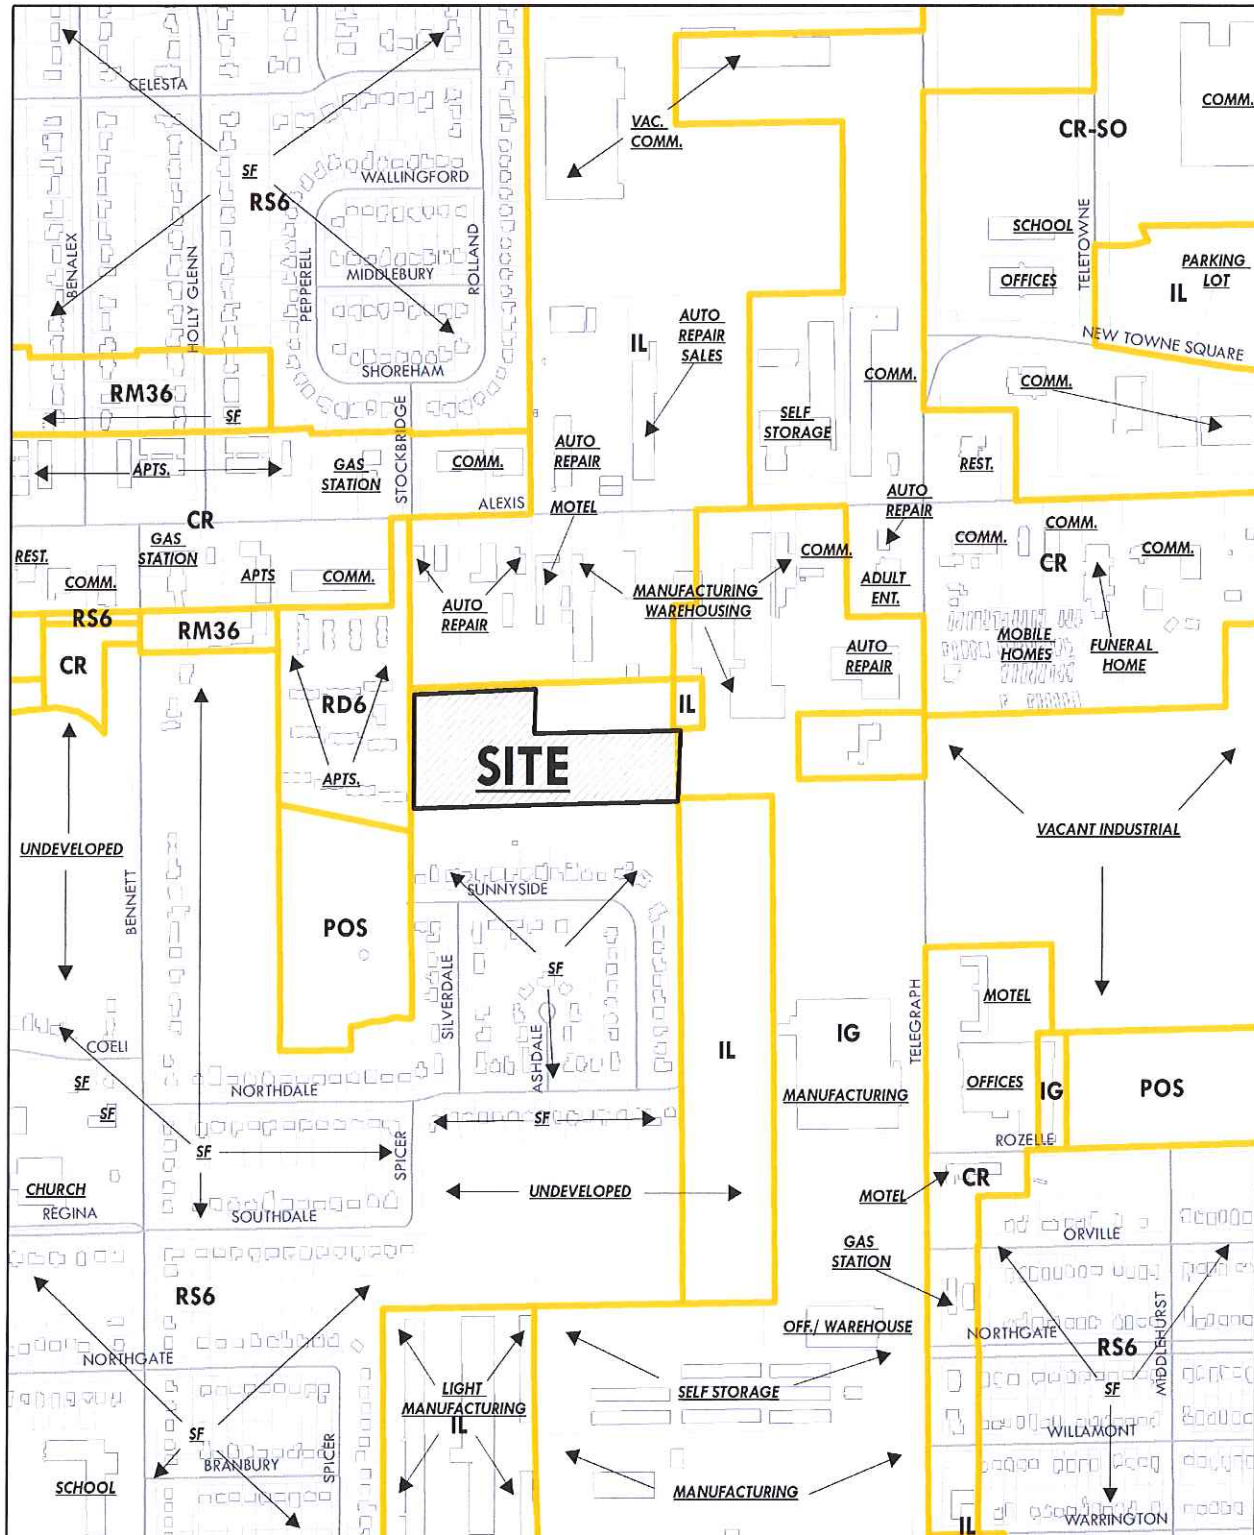 CELESTA
SF
RS6
WALLINGFORD
MIDDLEBURY
SHOREHAM
BENALEX
HOLLY GLENN
PEPPERELL
ROLLAND
STOCKBRIDGE
VAC.
COMM.
CR-SO
COMM.
SCHOOL
OFFICES
TELETOWNE
PARKING
LOT
IL
NEW TOWNE SQUARE
AUTO
REPAIR
SALES
IL
COMM.
COMM.
SELF
STORAGE
RM36
SF
APTS.
GAS
STATION
COMM.
AUTO
REPAIR
REST.
ALEXIS
MOTEL
AUTO
REPAIR
CR
REST.
COMM.
GAS
STATION
APTS
COMM.
AUTO
REPAIR
MANUFACTURING
WAREHOUSING
COMM.
ADULT
ENT.
COMM.
COMM.
COMM.
CR
MOBILE
HOMES
FUNERAL
HOME
RS6
RM36
CR
RD6
APTS.
AUTO
REPAIR
IL
SITE
UNDEVELOPED
VACANT INDUSTRIAL
BENNETT
POS
SUNNYSIDE
SF
SILVERDALE
ASHDALE
IL
IG
MANUFACTURING
TELEGRAPH
MOTEL
OFFICES
IG
POS
ROZELLE
COELI
SF
SF
NORTHDALE
SF
SF
SPICER
CHURCH
REGINA
SOUTHDALE
UNDEVELOPED
MOTEL
CR
GAS
STATION
ORVILLE
RS6
OFF./ WAREHOUSE
NORTHGATE
RS6
MIDDLEHURST
NORTHGATE
LIGHT
MANUFACTURING
IL
SELF STORAGE
SF
SF
BRANBURY
SPICER
SCHOOL
MANUFACTURING
WILLAMONT
WARRINGTON
IL